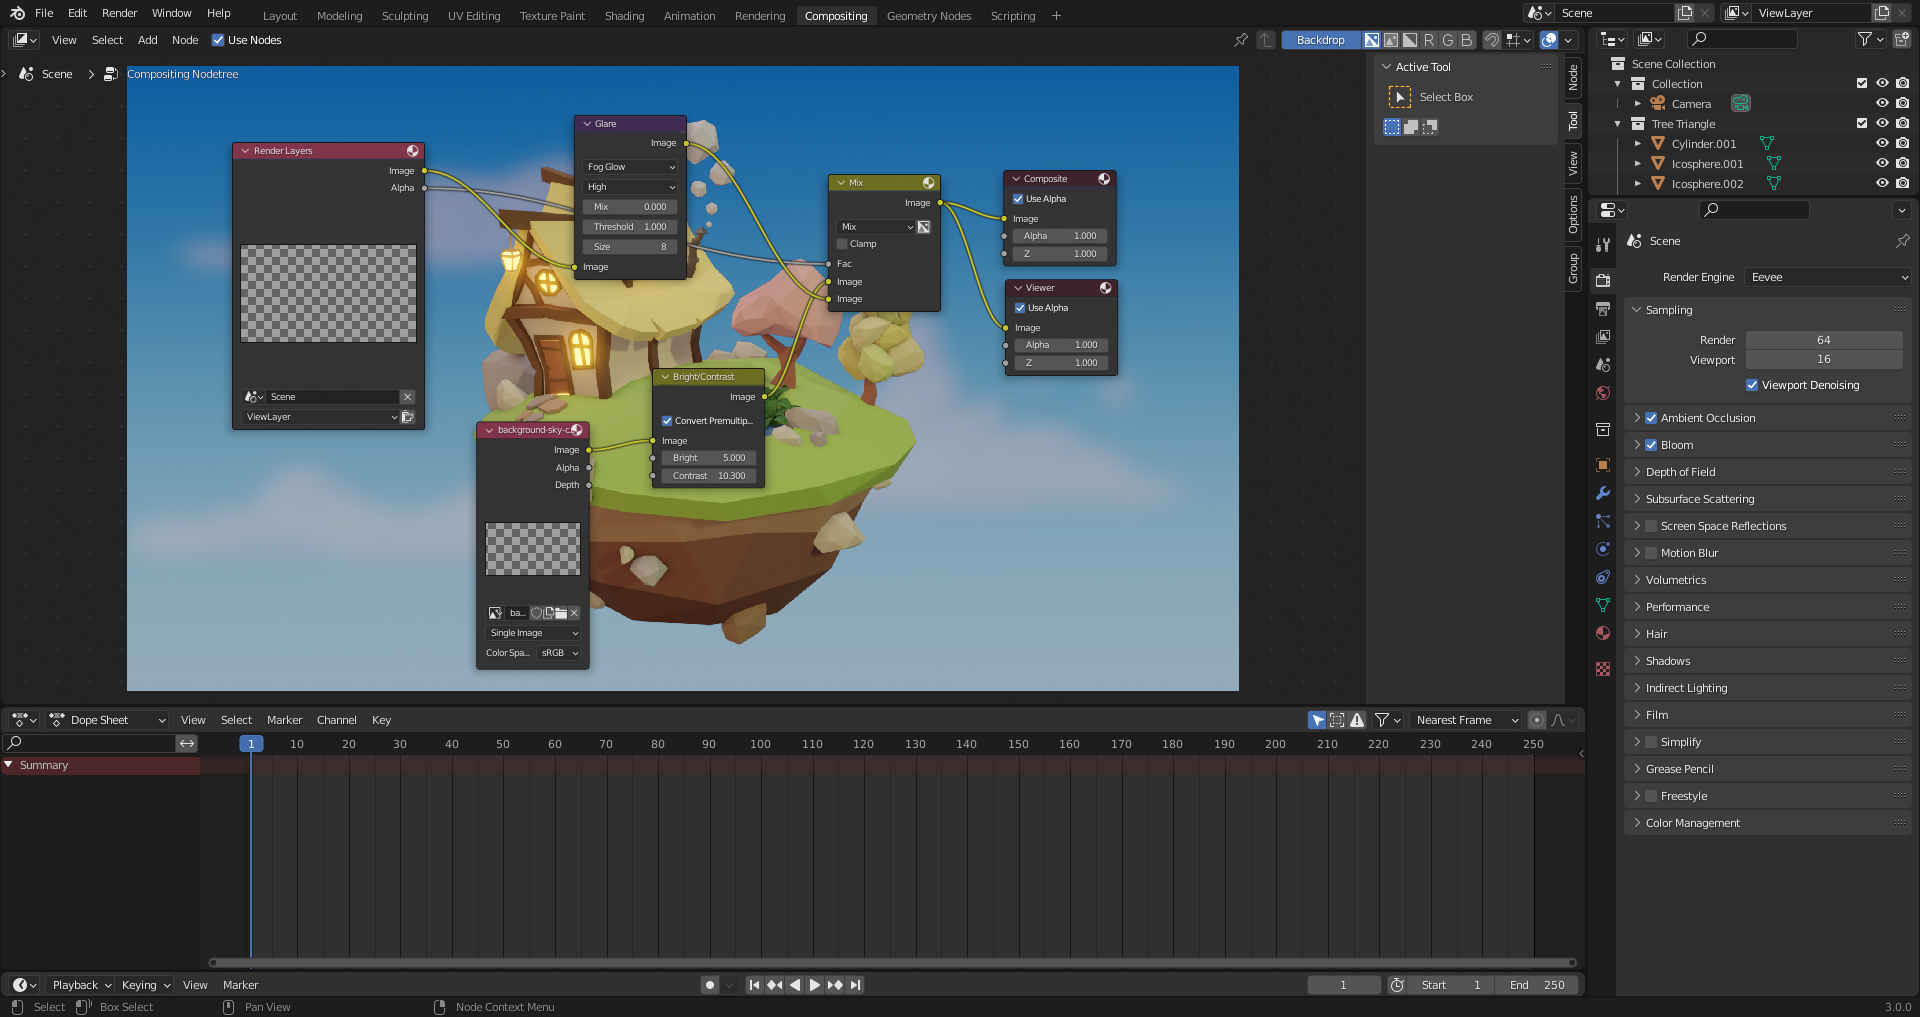 File Edit Render Window Help Layout Modeling Sculpting UV Editing Texture Paint Shading Animation Rendering Compositing Geometry Nodes Scripting + Scene ViewLayer
View Select Add Node Use Nodes Backdrop R G B
Scene Compositing Nodetree
Render Layers
Image
Alpha
Scene
ViewLayer
Glare
Image
Fog Glow
High
Mix 0.000
Threshold 1.000
Size 8
Image
Mix
Image
Mix
Clamp
Fac
Image
Image
Composite
Use Alpha
Image
Alpha 1.000
Z 1.000
Viewer
Use Alpha
Image
Alpha 1.000
Z 1.000
Bright/Contrast
Image
Convert Premultip...
Image
Bright 5.000
Contrast 10.300
background-sky-c
Image
Alpha
Depth
ba...
Single Image
Color Spa... sRGB
Active Tool
Select Box
Node
Tool
View
Options
Group
Scene Collection
Collection
Camera
Tree Triangle
Cylinder.001
Icosphere.001
Icosphere.002
Scene
Render Engine Eevee
Sampling
Render 64
Viewport 16
Viewport Denoising
Ambient Occlusion
Bloom
Depth of Field
Subsurface Scattering
Screen Space Reflections
Motion Blur
Volumetrics
Performance
Hair
Shadows
Indirect Lighting
Film
Simplify
Grease Pencil
Freestyle
Color Management
Dope Sheet View Select Marker Channel Key Nearest Frame
1 10 20 30 40 50 60 70 80 90 100 110 120 130 140 150 160 170 180 190 200 210 220 230 240 250
Summary
Playback Keying View Marker 1 Start 1 End 250
Select Box Select Pan View Node Context Menu 3.0.0